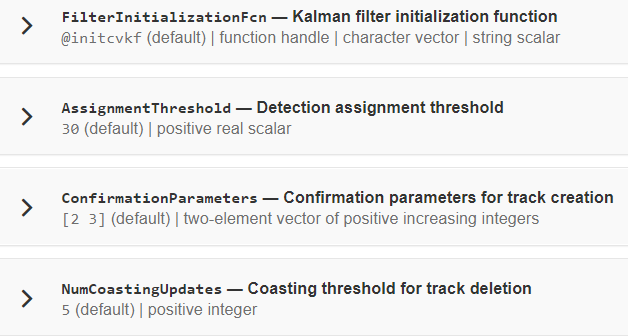 FilterInitializationFcn — Kalman filter initialization function
@initcvkf (default) | function handle | character vector | string scalar
AssignmentThreshold — Detection assignment threshold
30 (default) | positive real scalar
ConfirmationParameters — Confirmation parameters for track creation
[2 3] (default) | two-element vector of positive increasing integers
NumCoastingUpdates — Coasting threshold for track deletion
5 (default) | positive integer